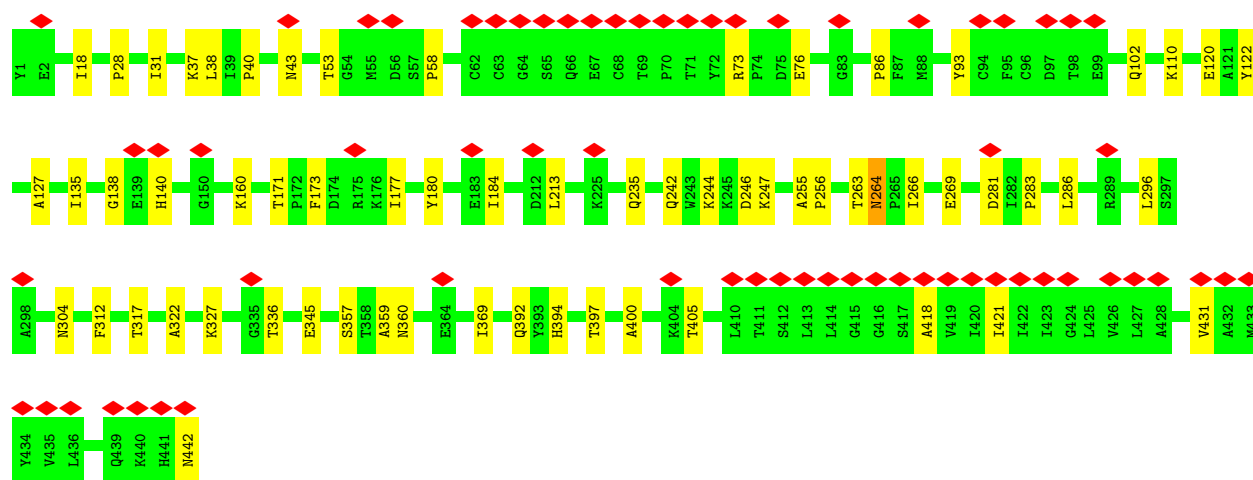 Y1 E2 I18 P28 I31 K37 L38 I39 P40 N43 T53 G54 M55 D56 S57 P58 C62 C63 G64 S65 Q66 E67 C68 T69 P70 T71 Y72 R73 P74 D75 E76 G83 P86 F87 M88 Y93 C94 F95 C96 D97 T98 E99 Q102 K110 E120 A121 Y122
A127 I135 G138 E139 H140 G150 K160 T171 P172 F173 D174 R175 K176 I177 Y180 E183 I184 D212 L213 K225 Q235 Q242 W243 K244 K245 D246 K247 A255 P256 T263 N264 P265 I266 E269 D281 I282 P283 L286 R289 L296 S297
A298 N304 F312 T317 A322 K327 G335 T336 E345 S357 T358 A359 N360 E364 I369 Q392 Y393 H394 T397 A400 K404 T405 L410 T411 S412 L413 L414 G415 G416 S417 A418 V419 I420 I421 I422 I423 G424 L425 V426 L427 A428 V431 A432 M433
Y434 V435 L436 Q439 K440 H441 N442